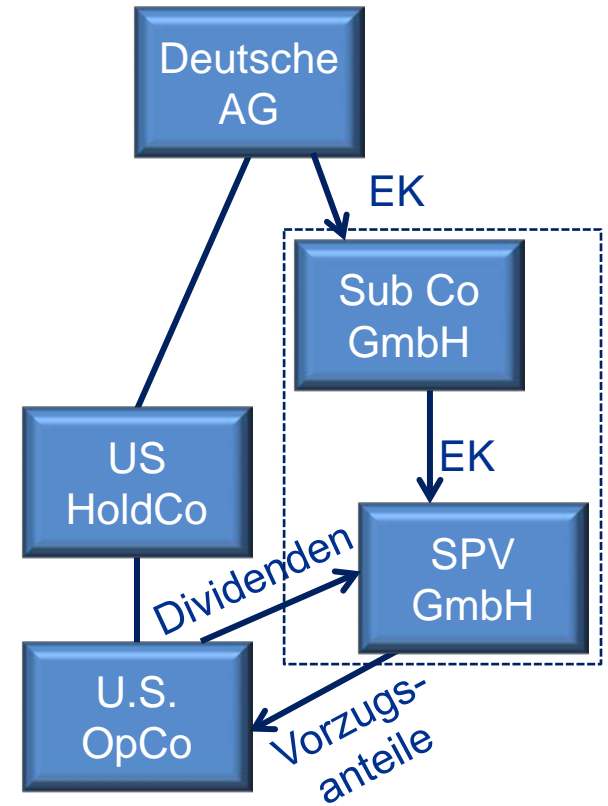 Deutsche
AG
EK
Sub Co
GmbH
EK
US
HoldCo
Dividenden
SPV
GmbH
U.S.
OpCo
Vorzugs-
anteile